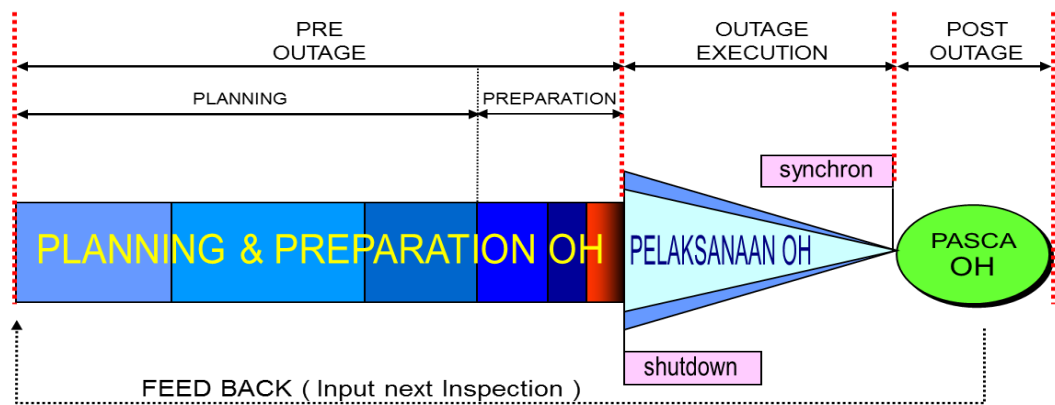 PRE
OUTAGE
OUTAGE
EXECUTION
POST
OUTAGE
PLANNING
PREPARATION
synchron
PLANNING & PREPARATION OH
PELAKSANAAN OH
PASCA
OH
shutdown
FEED BACK ( Input next Inspection )